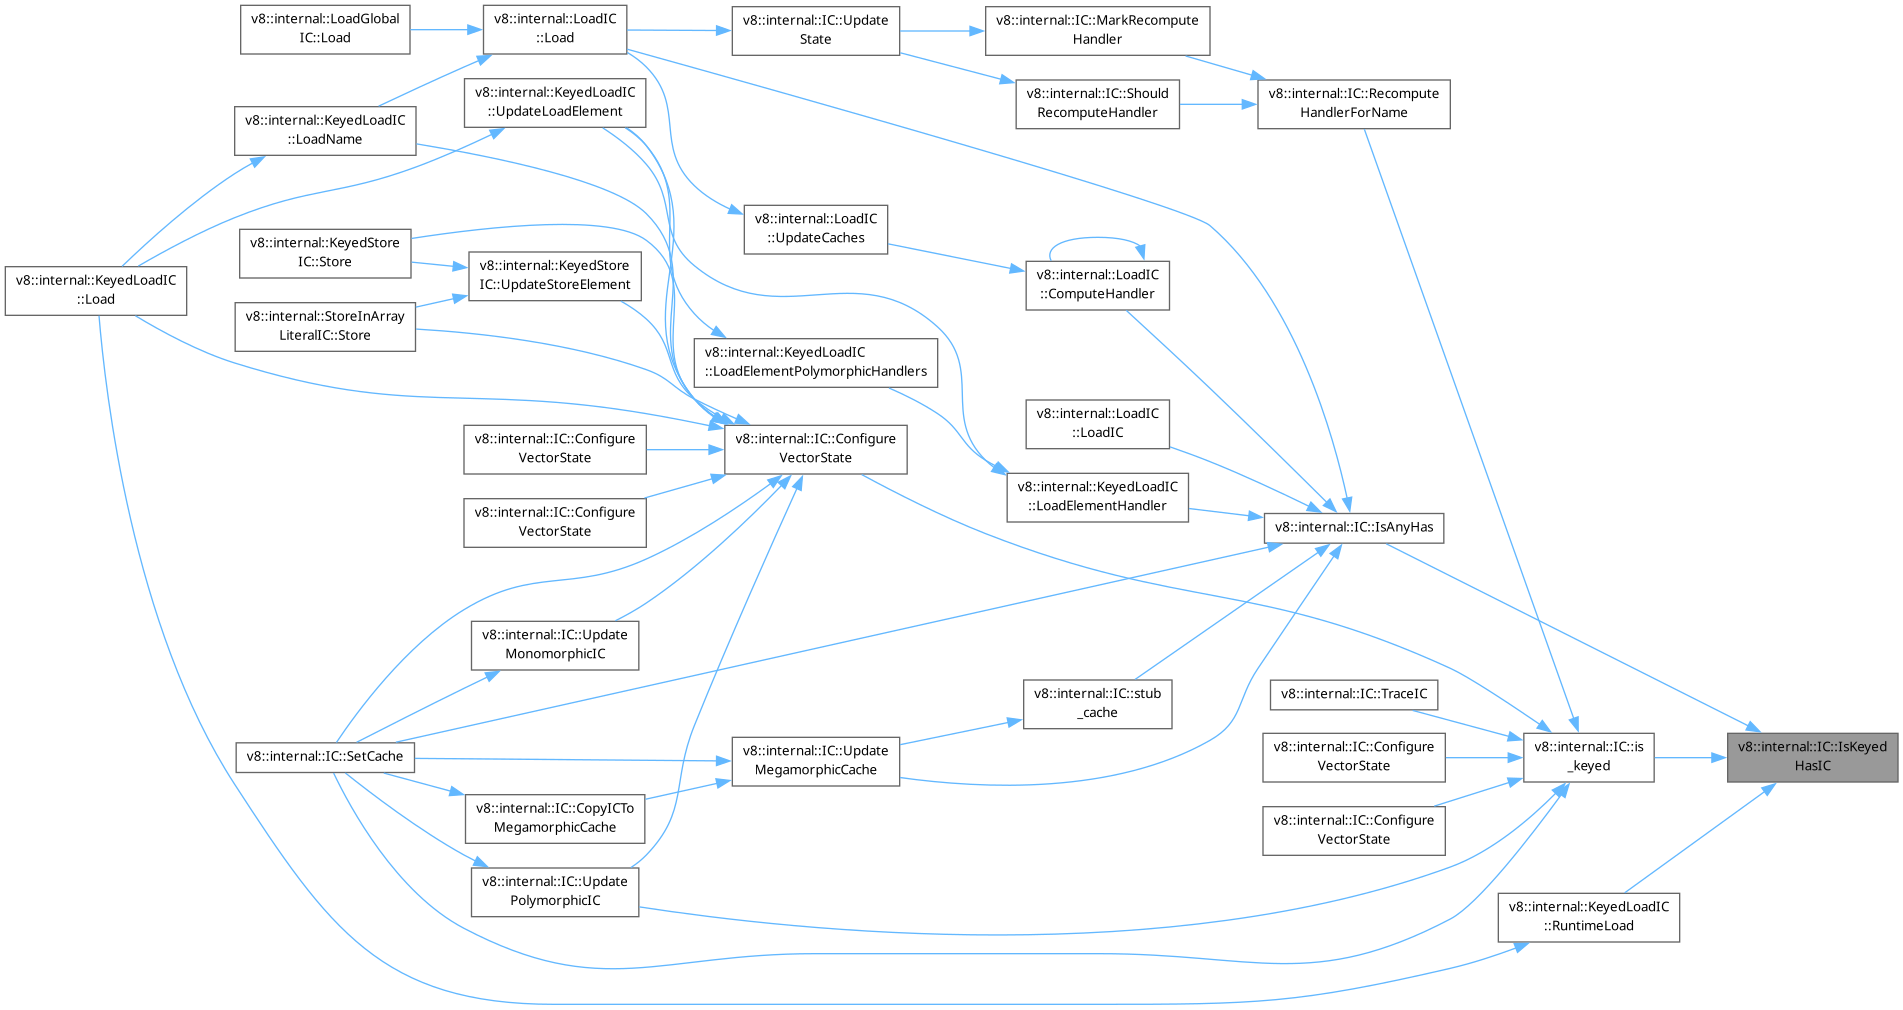 v8::internal::LoadGlobal
IC::Load
v8::internal::LoadIC
::Load
v8::internal::IC::Update
State
v8::internal::IC::MarkRecompute
Handler
v8::internal::KeyedLoadIC
::UpdateLoadElement
v8::internal::IC::Should
RecomputeHandler
v8::internal::IC::Recompute
HandlerForName
v8::internal::KeyedLoadIC
::LoadName
v8::internal::LoadIC
::UpdateCaches
v8::internal::KeyedStore
IC::Store
v8::internal::KeyedStore
IC::UpdateStoreElement
v8::internal::LoadIC
::ComputeHandler
v8::internal::KeyedLoadIC
::Load
v8::internal::StoreInArray
LiteralIC::Store
v8::internal::KeyedLoadIC
::LoadElementPolymorphicHandlers
v8::internal::LoadIC
::LoadIC
v8::internal::IC::Configure
VectorState
v8::internal::IC::Configure
VectorState
v8::internal::KeyedLoadIC
::LoadElementHandler
v8::internal::IC::Configure
VectorState
v8::internal::IC::IsAnyHas
v8::internal::IC::Update
MonomorphicIC
v8::internal::IC::stub
_cache
v8::internal::IC::TraceIC
v8::internal::IC::SetCache
v8::internal::IC::Update
MegamorphicCache
v8::internal::IC::Configure
VectorState
v8::internal::IC::is
_keyed
v8::internal::IC::IsKeyed
HasIC
v8::internal::IC::CopyICTo
MegamorphicCache
v8::internal::IC::Configure
VectorState
v8::internal::IC::Update
PolymorphicIC
v8::internal::KeyedLoadIC
::RuntimeLoad